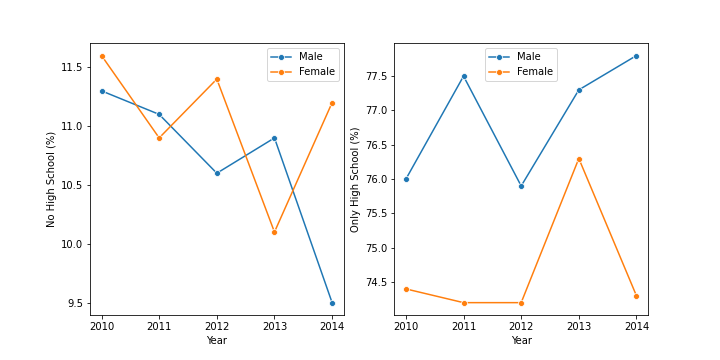 No High School (%)
11.5
11.0
10.5
10.0
9.5
2010 2011 2012 2013 2014
Year
Male
Female
Only High School (%)
77.5
77.0
76.5
76.0
75.5
75.0
74.5
2010 2011 2012 2013 2014
Year
Male
Female